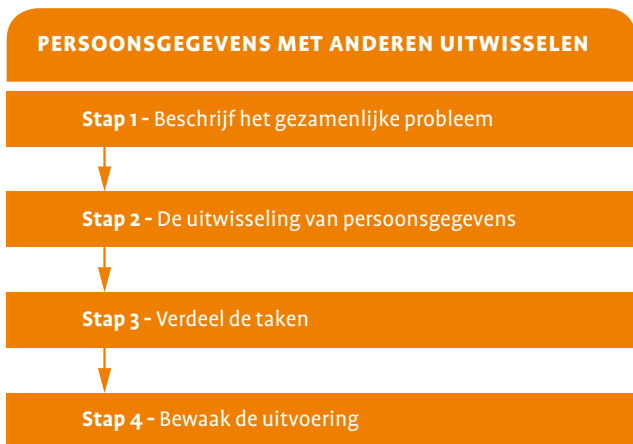 PERSOONSGEGEVENS MET ANDEREN UITWISSELEN
Stap 1 - Beschrijf het gezamenlijke probleem
Stap 2 - De uitwisseling van persoonsgegevens
Stap 3 - Verdeel de taken
Stap 4 - Bewaak de uitvoering